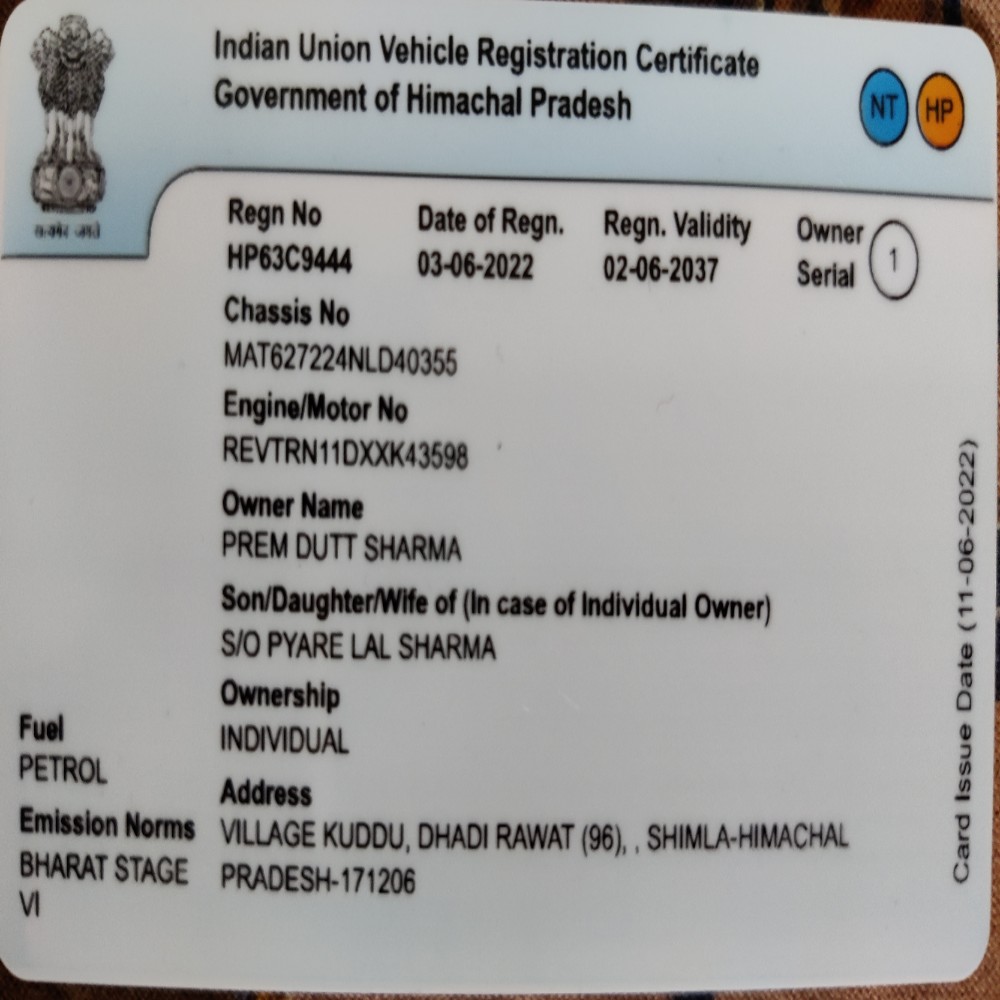 Indian Union Vehicle Registration Certificate
Government of Himachal Pradesh
NT HP
Regn No Date of Regn. Regn. Validity Owner Serial 1
HP63C9444 03-06-2022 02-06-2037
Chassis No
MAT627224NLD40355
Engine/Motor No
REVTRN11DXXK43598
Owner Name
PREM DUTT SHARMA
Son/Daughter/Wife of (In case of Individual Owner)
S/O PYARE LAL SHARMA
Ownership
INDIVIDUAL
Address
VILLAGE KUDDU, DHADI RAWAT (96), , SHIMLA-HIMACHAL
PRADESH-171206
Fuel
PETROL
Emission Norms
BHARAT STAGE
VI
Card Issue Date (11-06-2022)